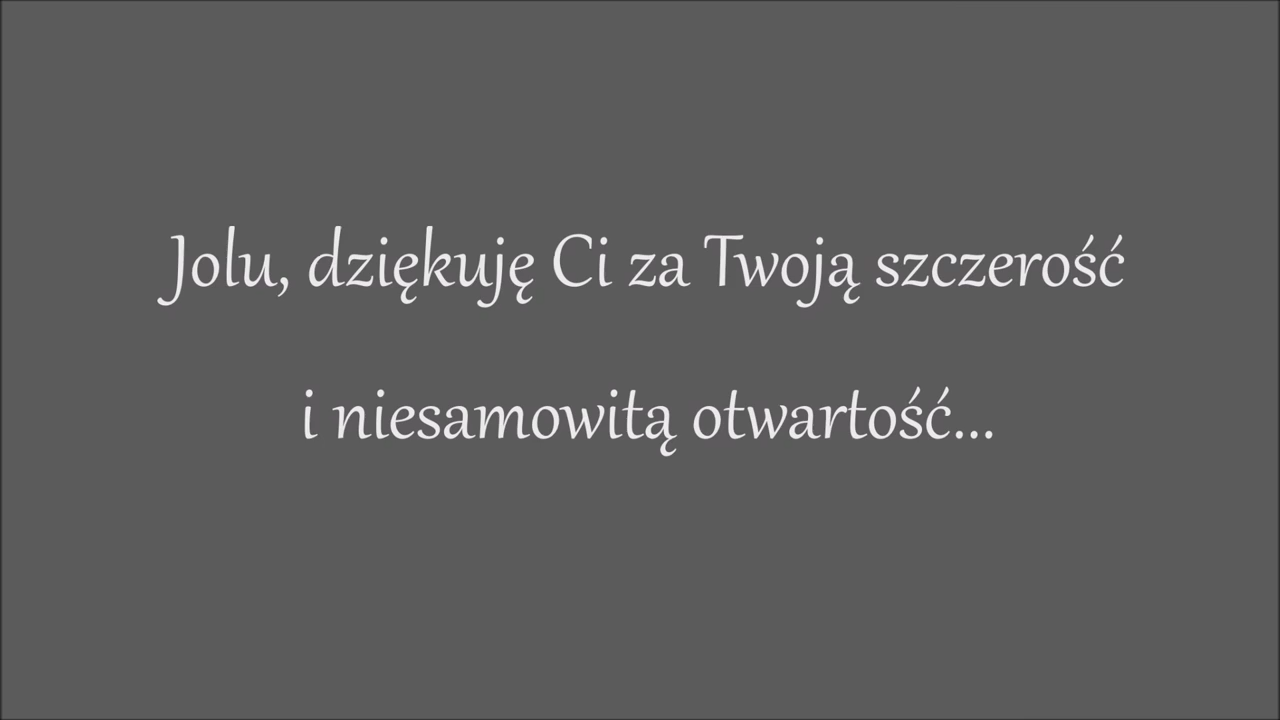 Jolu, dziękuję Ci za Twoją szczerość
i niesamowitą otwartość...